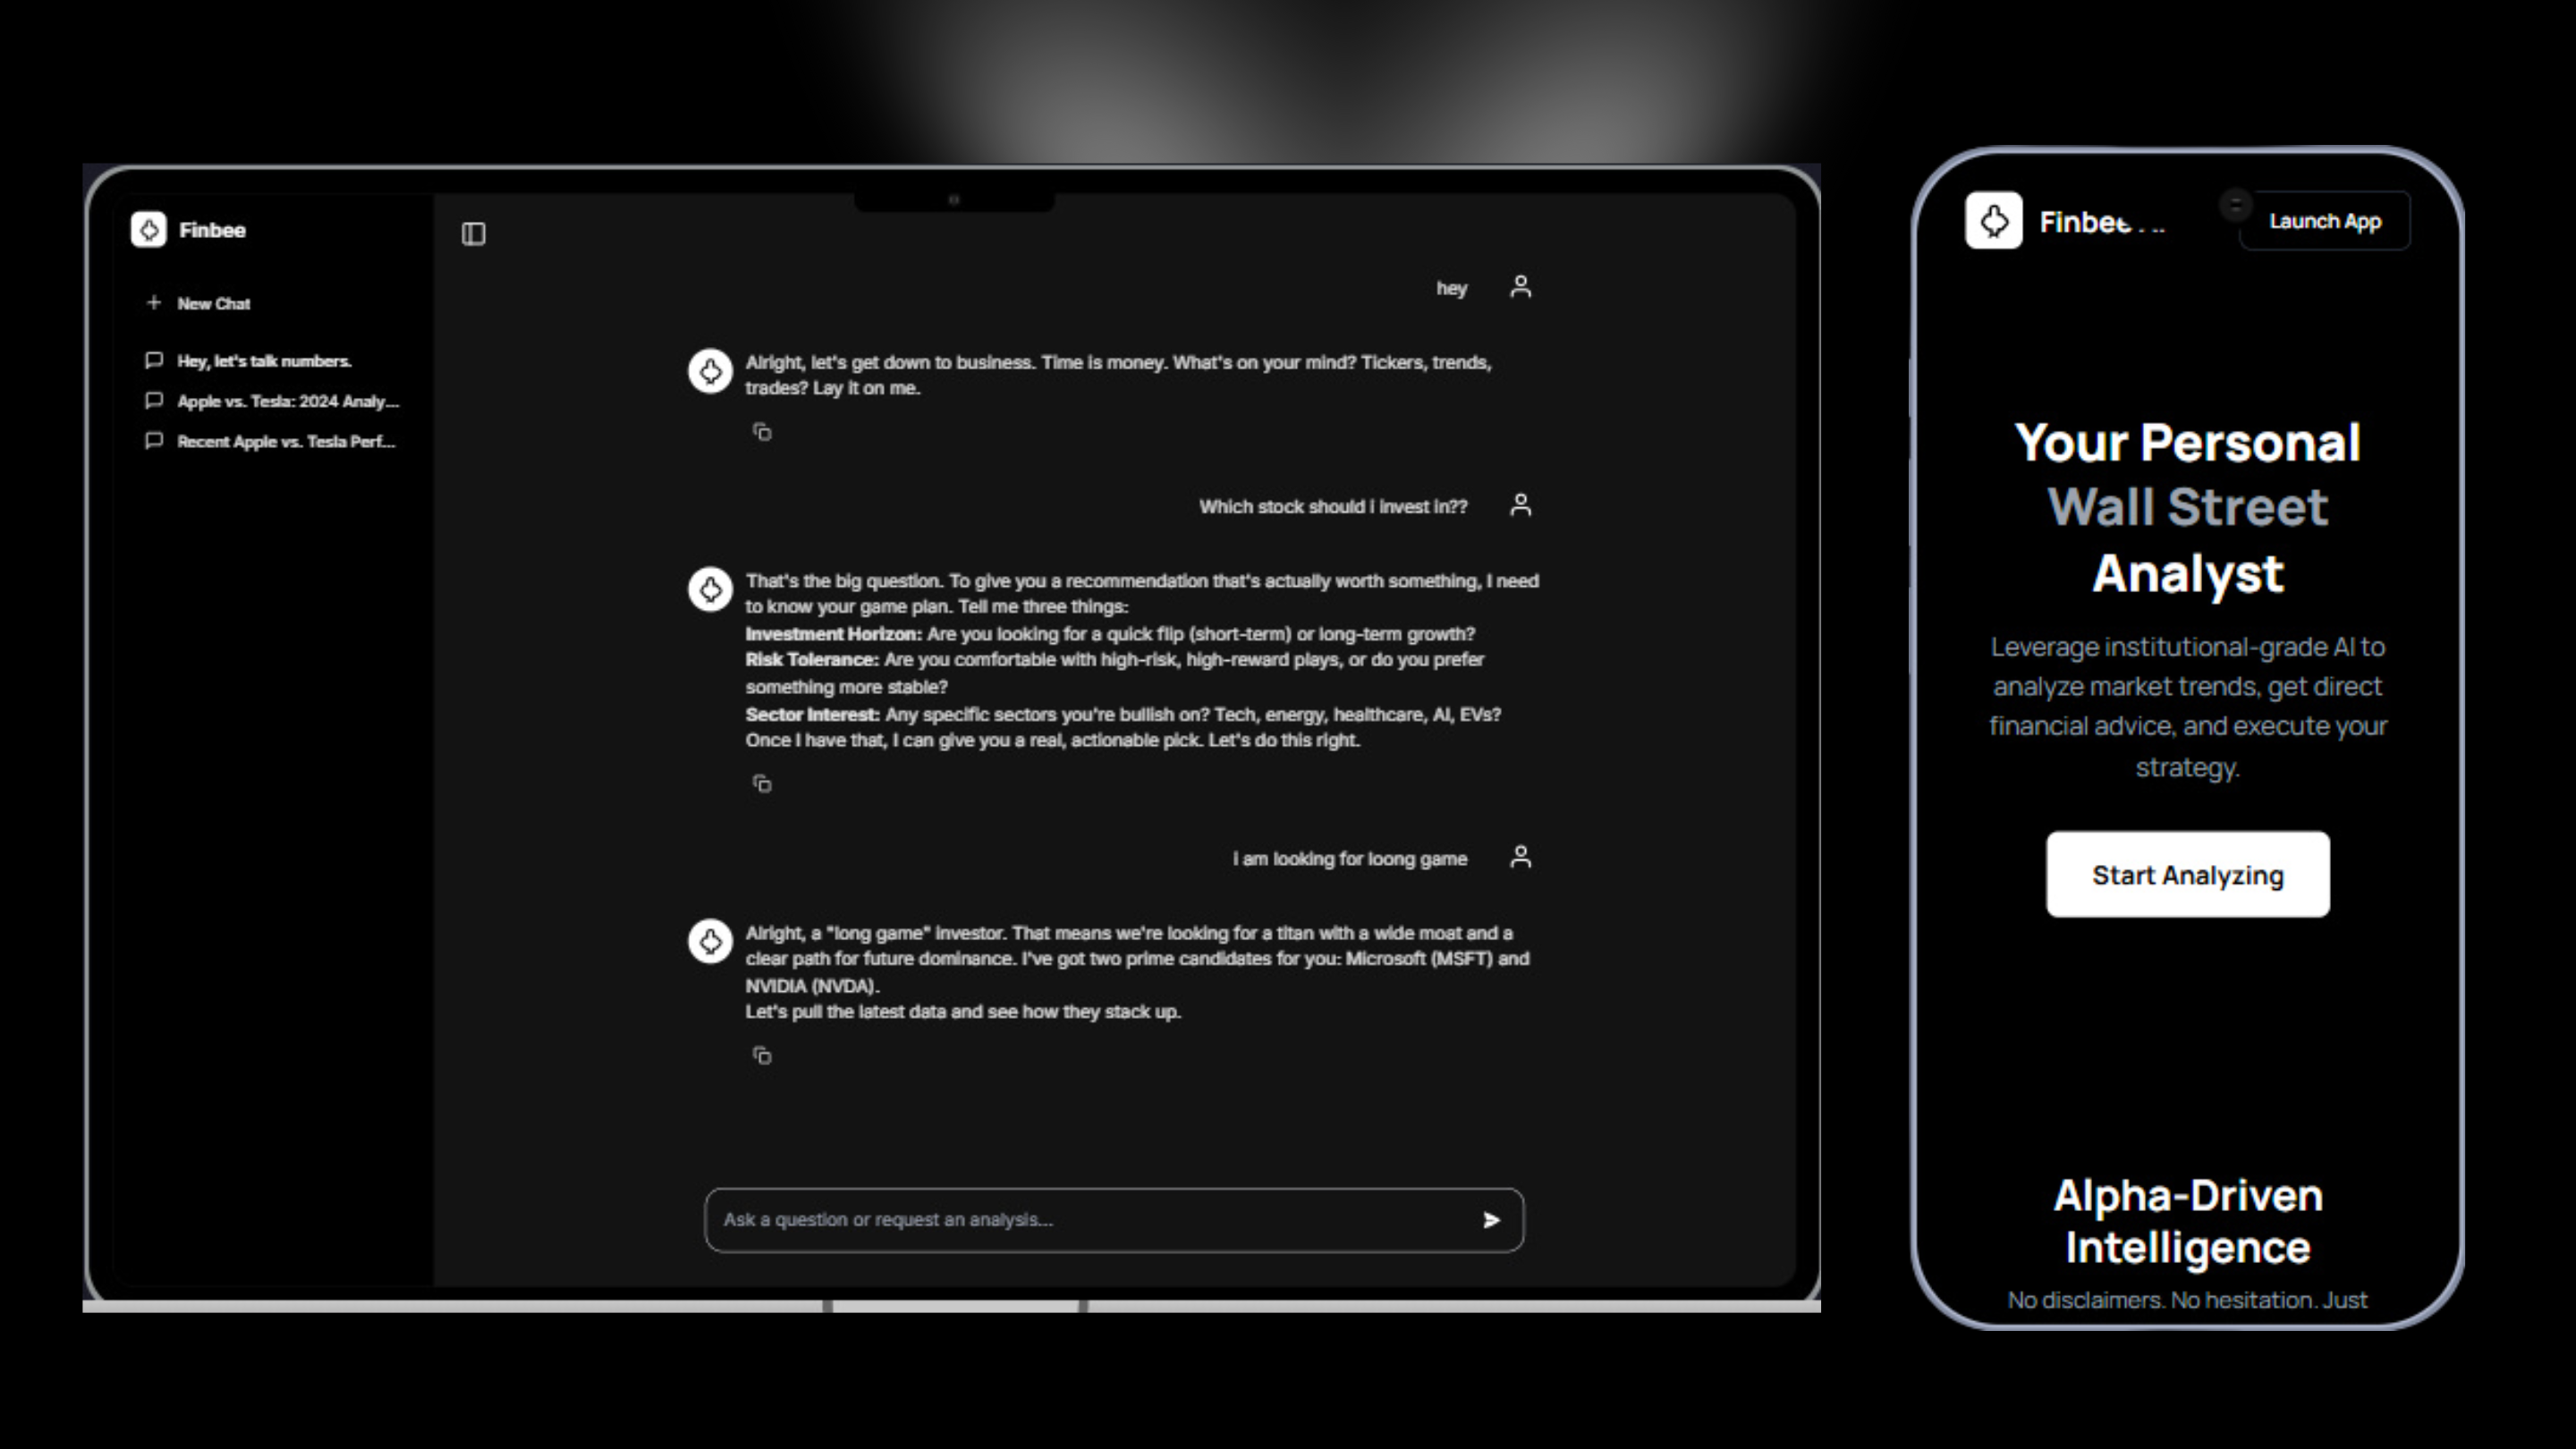 Finbee
New Chat
Hey, let's talk numbers.
Apple vs. Tesla: 2024 Analy...
Recent Apple vs. Tesla Perf...
hey
Alright, let's get down to business. Time is money. What's on your mind? Tickers, trends,
trades? Lay it on me.
Which stock should i invest in??
That's the big question. To give you a recommendation that's actually worth something, I need
to know your game plan. Tell me three things:
Investment Horizon: Are you looking for a quick flip (short-term) or long-term growth?
Risk Tolerance: Are you comfortable with high-risk, high-reward plays, or do you prefer
something more stable?
Sector Interest: Any specific sectors you're bullish on? Tech, energy, healthcare, AI, EVs?
Once I have that, I can give you a real, actionable pick. Let's do this right.
i am looking for loong game
Alright, a "long game" investor. That means we're looking for a titan with a wide moat and a
clear path for future dominance. I've got two prime candidates for you: Microsoft (MSFT) and
NVIDIA (NVDA).
Let's pull the latest data and see how they stack up.
Ask a question or request an analysis...
Finbee
Launch App
Your Personal
Wall Street
Analyst
Leverage institutional-grade AI to
analyze market trends, get direct
financial advice, and execute your
strategy.
Start Analyzing
Alpha-Driven
Intelligence
No disclaimers. No hesitation. Just